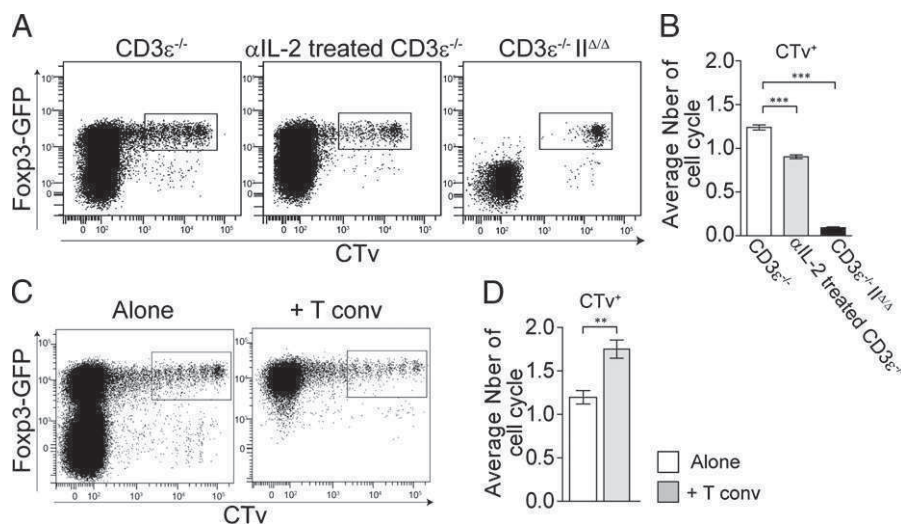 A
CD3ε-/-
αIL-2 treated CD3ε-/-
CD3ε-/- IIΔ/Δ
Foxp3-GFP
CTv
B
CTv+
***
***
Average Nber of
cell cycle
2.0
1.5
1.0
0.5
0.0
CD3ε-/-
αIL-2 treated CD3ε-/-
CD3ε-/- IIΔ/Δ
C
Alone
+ T conv
Foxp3-GFP
CTv
D
CTv+
**
Average Nber of
cell cycle
2.0
1.5
1.0
0.5
0.0
Alone
+ T conv